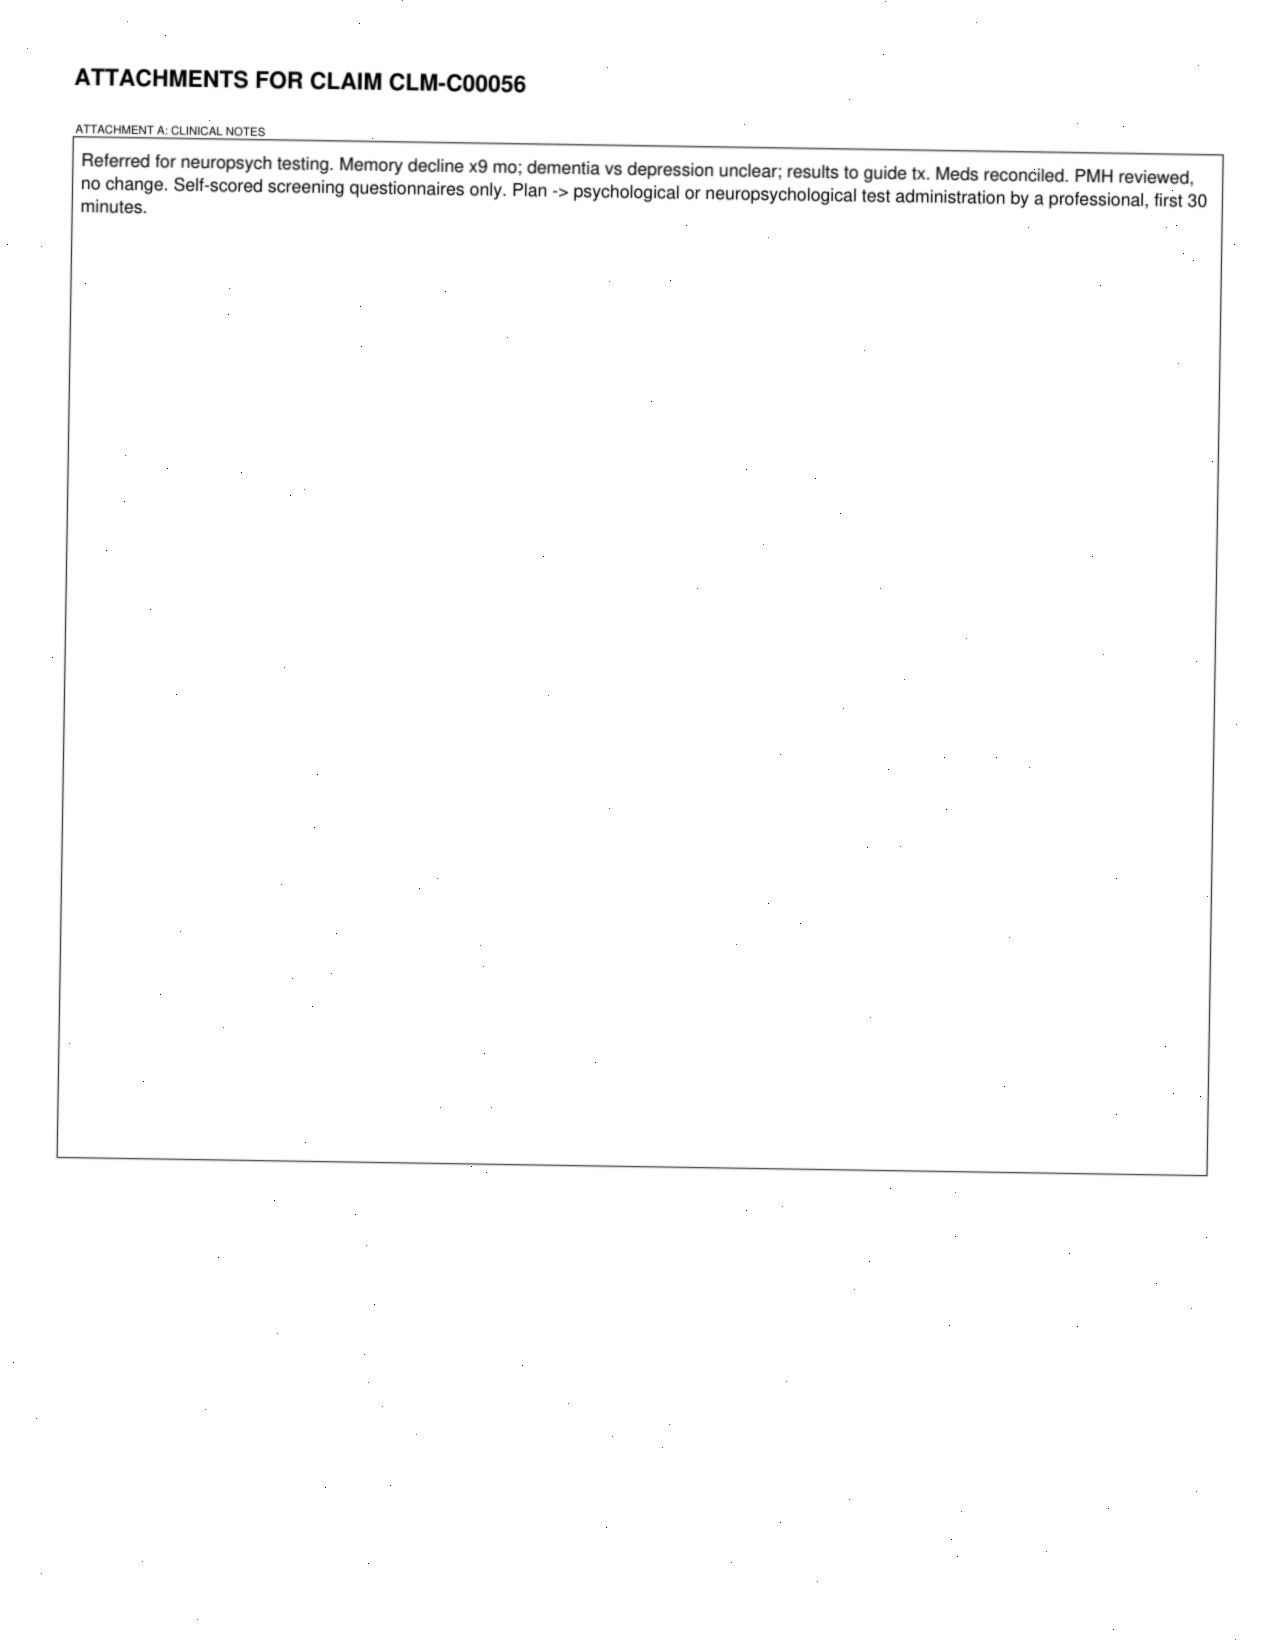 ATTACHMENTS FOR CLAIM CLM-C00056
ATTACHMENT A: CLINICAL NOTES
Referred for neuropsych testing. Memory decline x9 mo; dementia vs depression unclear; results to guide tx. Meds reconciled. PMH reviewed,
no change. Self-scored screening questionnaires only. Plan -> psychological or neuropsychological test administration by a professional, first 30
minutes.